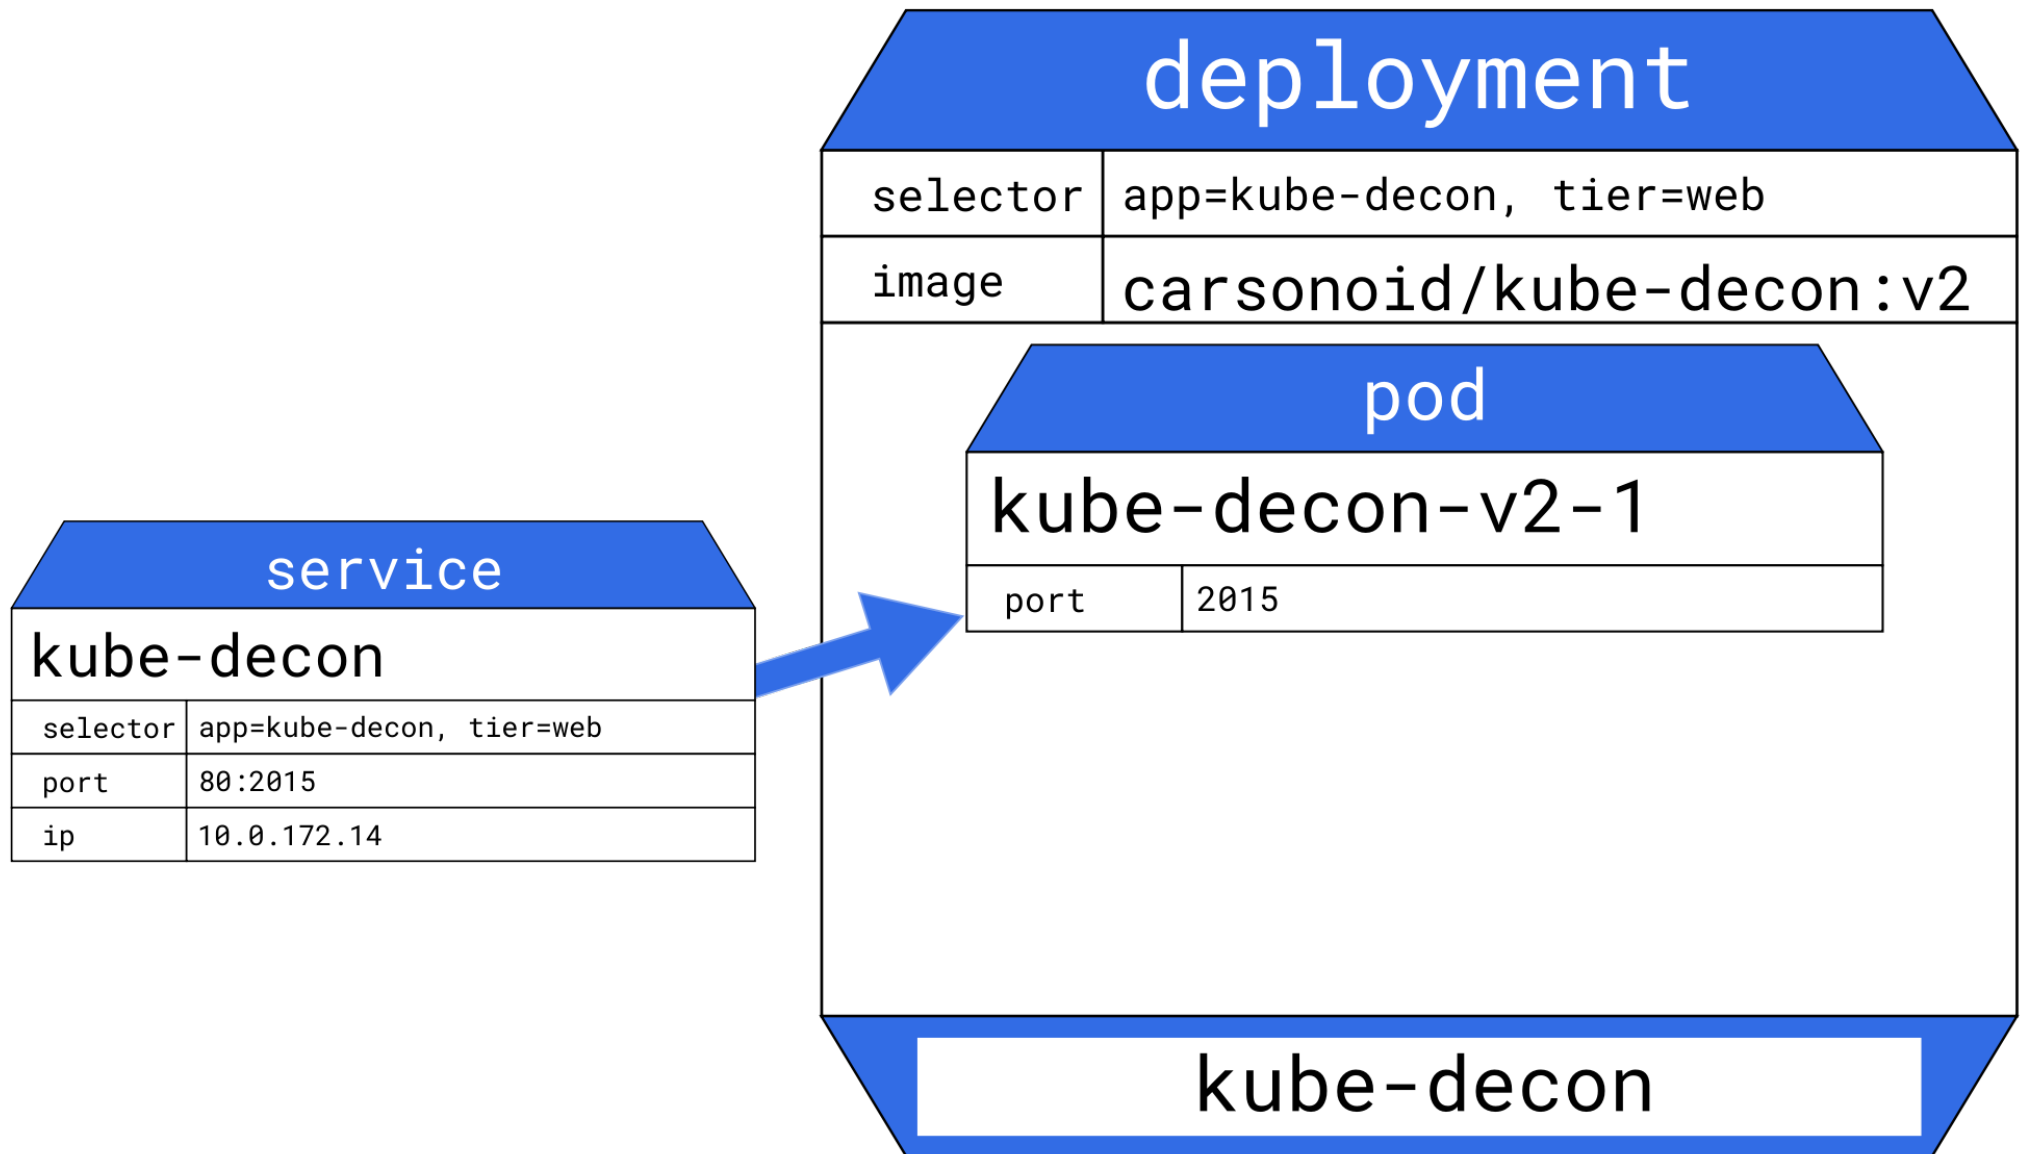 deployment
selector app=kube-decon, tier=web
image carsonoid/kube-decon:v2
pod
kube-decon-v2-1
port 2015
service
kube-decon
selector app=kube-decon, tier=web
port 80:2015
ip 10.0.172.14
kube-decon